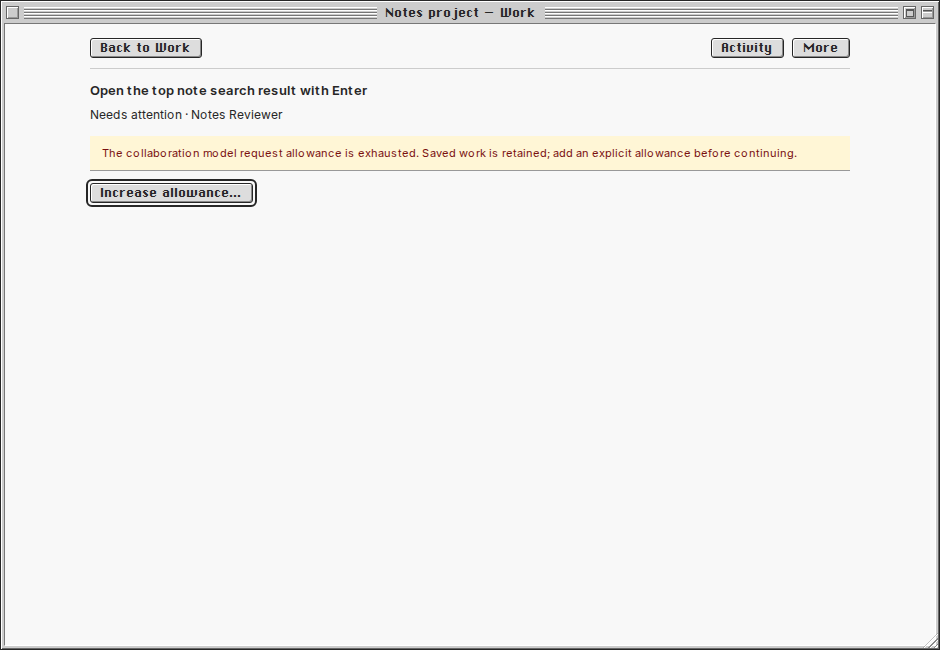 Notes project — Work
Back to Work
Activity
More
Open the top note search result with Enter
Needs attention · Notes Reviewer
The collaboration model request allowance is exhausted. Saved work is retained; add an explicit allowance before continuing.
Increase allowance...